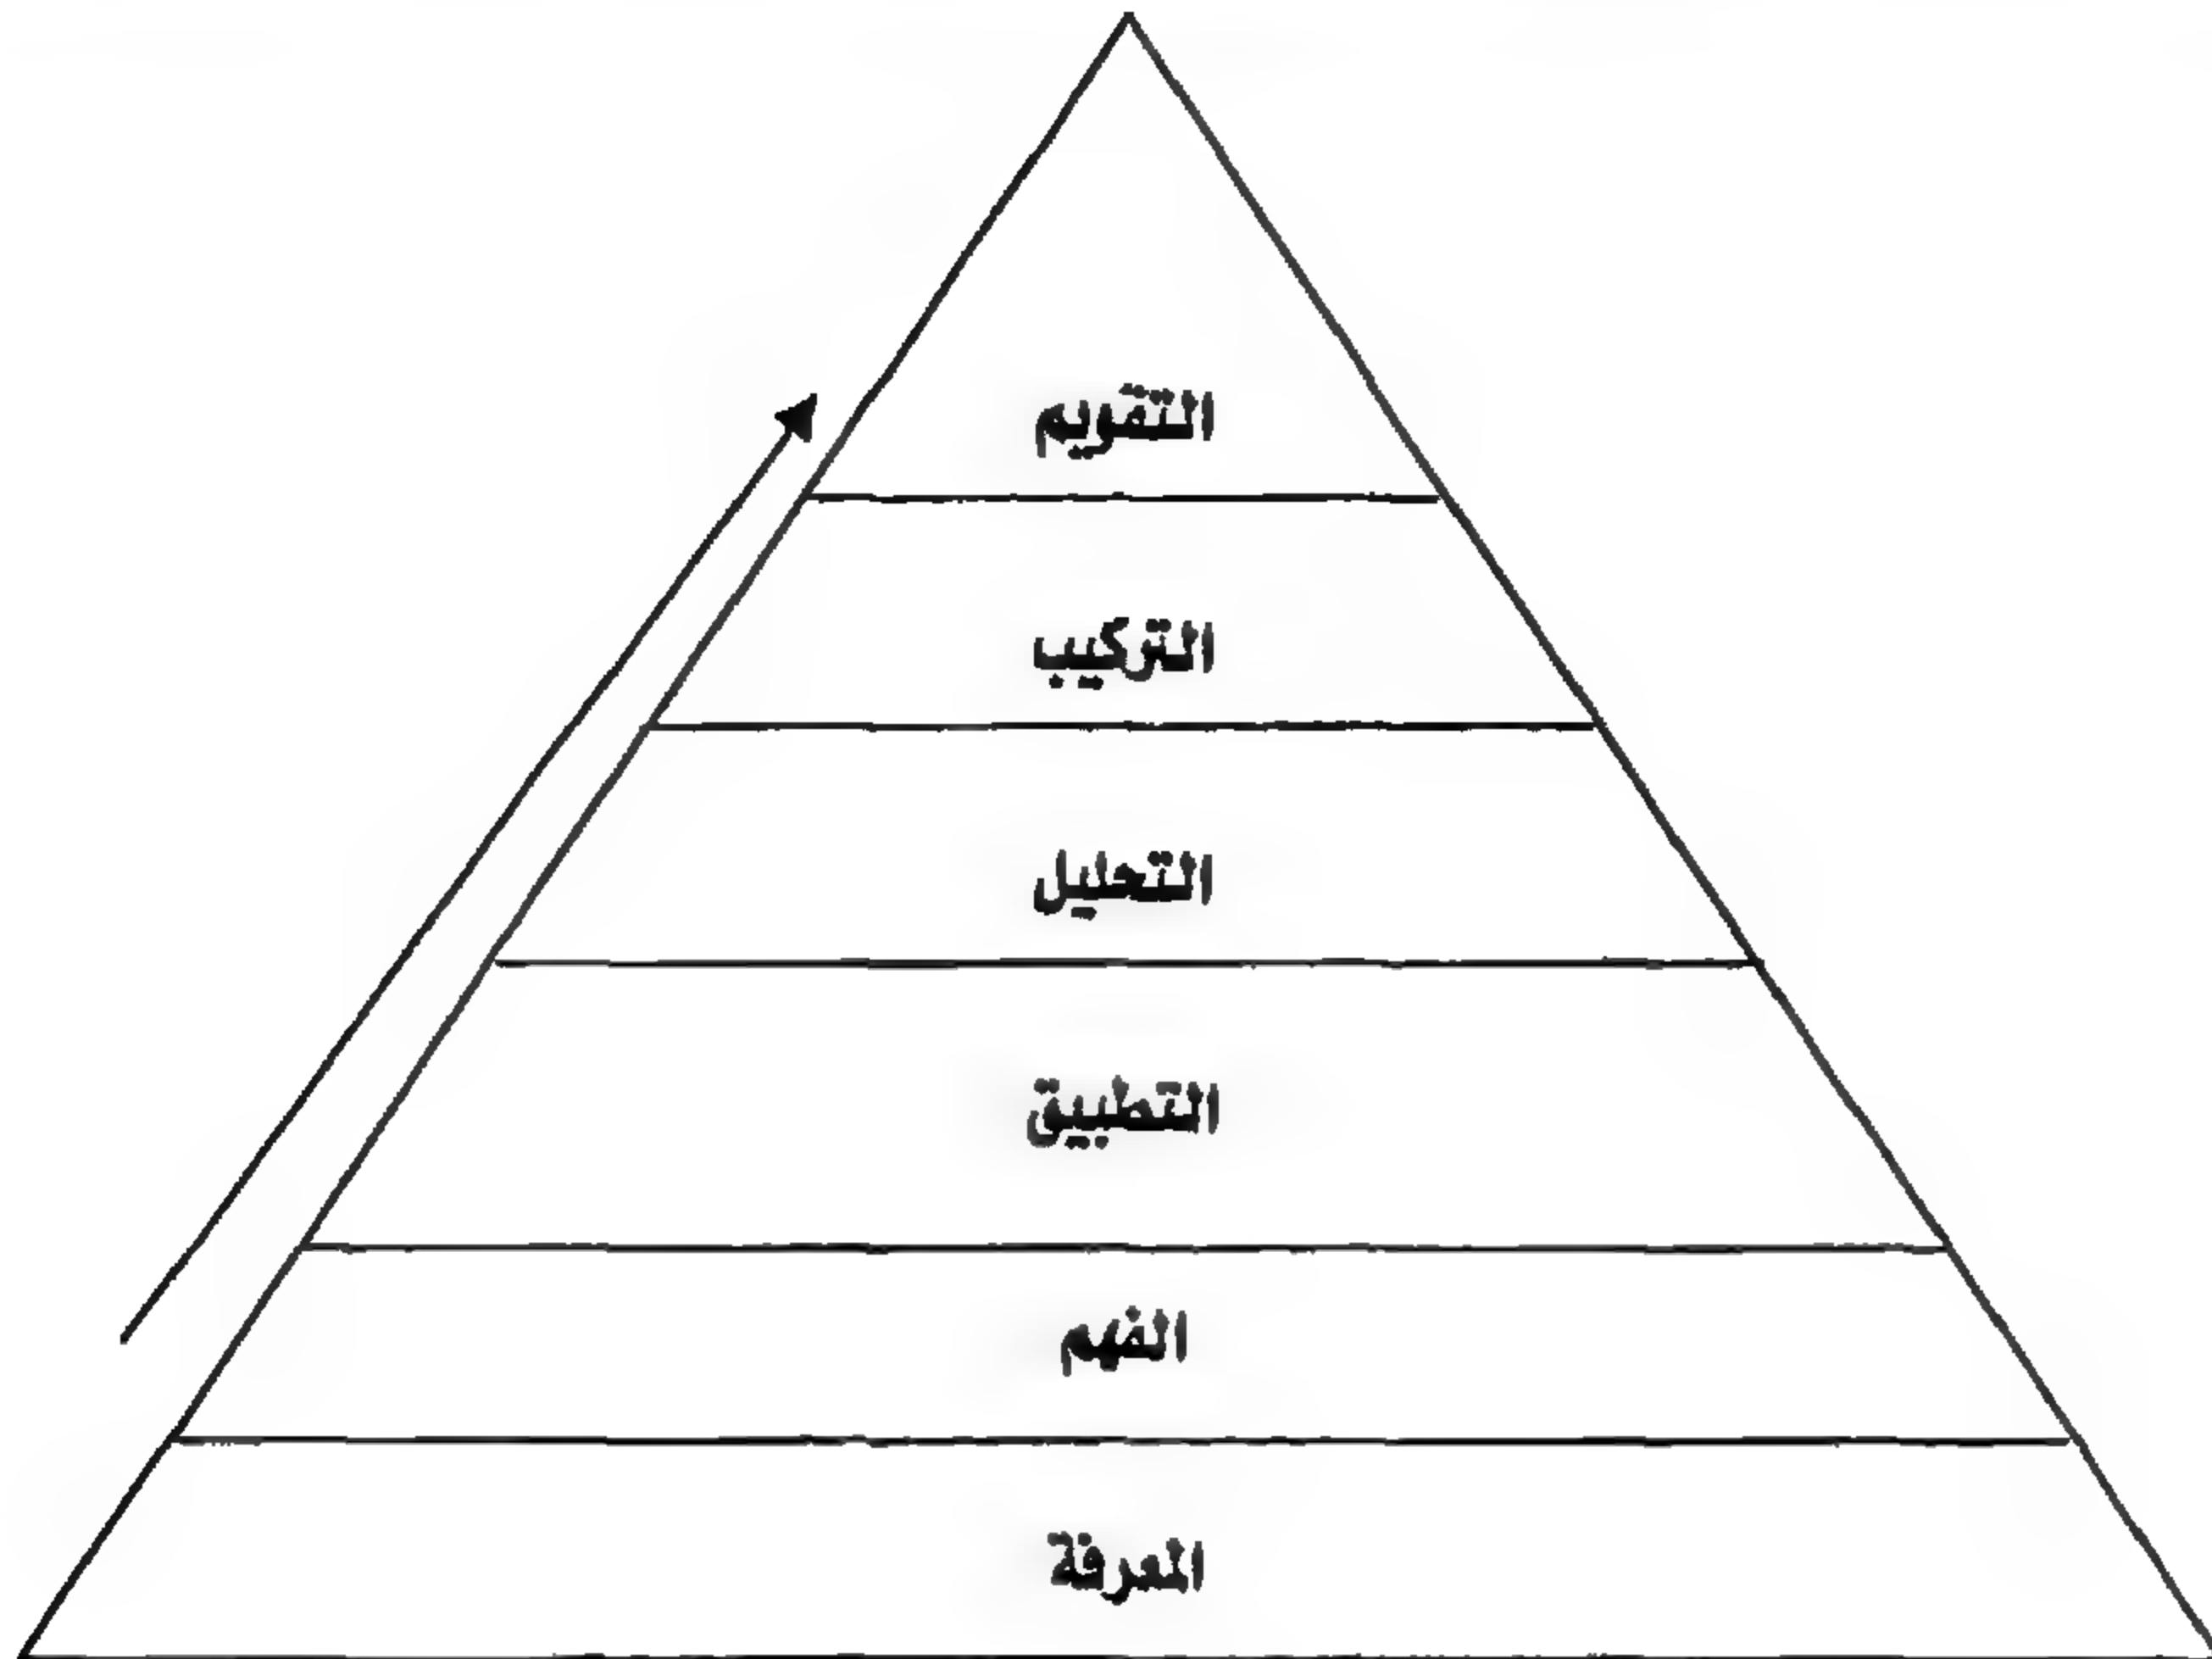 التقويم
التركيب
التحليل
التطبيق
الفهم
المعرفة